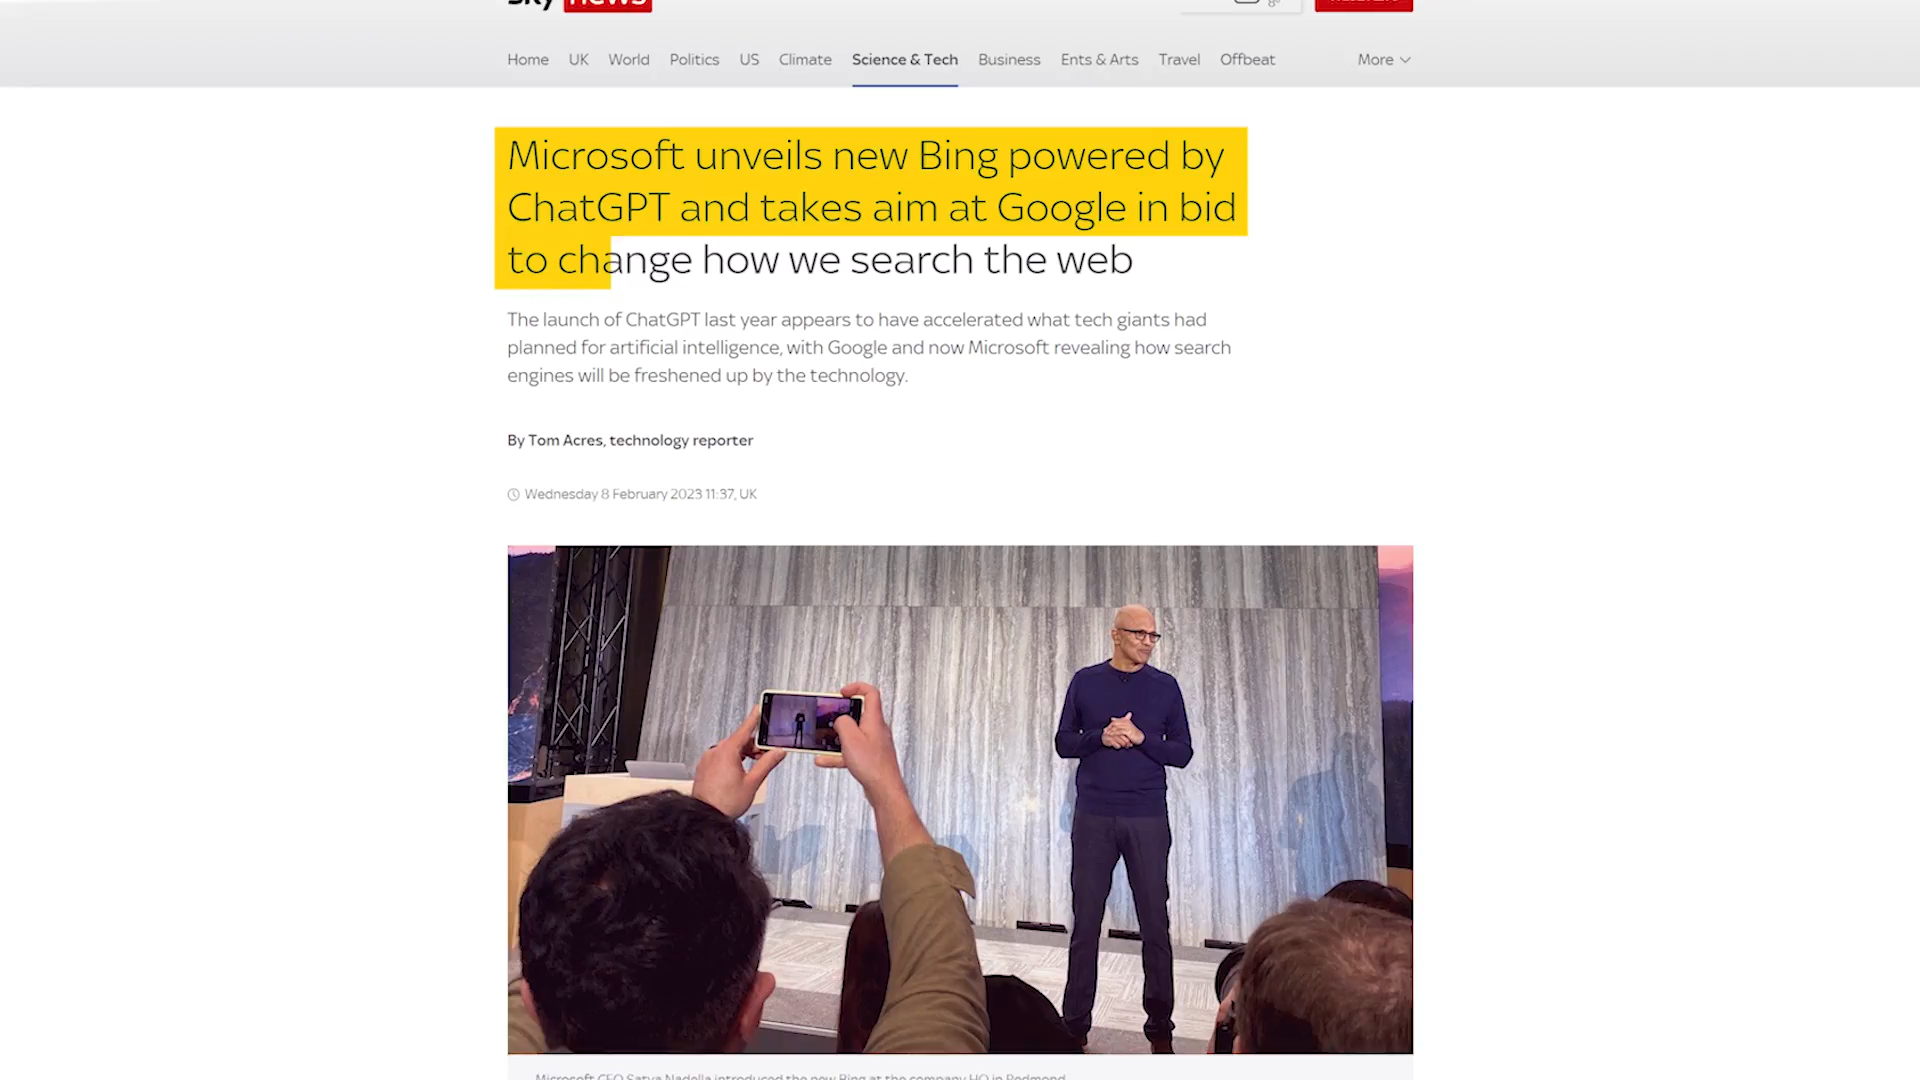 sky news
Home UK World Politics US Climate Science & Tech Business Ents & Arts Travel Offbeat More
Microsoft unveils new Bing powered by
ChatGPT and takes aim at Google in bid
to change how we search the web
The launch of ChatGPT last year appears to have accelerated what tech giants had
planned for artificial intelligence, with Google and now Microsoft revealing how search
engines will be freshened up by the technology.
By Tom Acres, technology reporter
Wednesday 8 February 2023 11:37, UK
Microsoft CEO Satya Nadella introduced the new Bing at the company HQ in Redmond